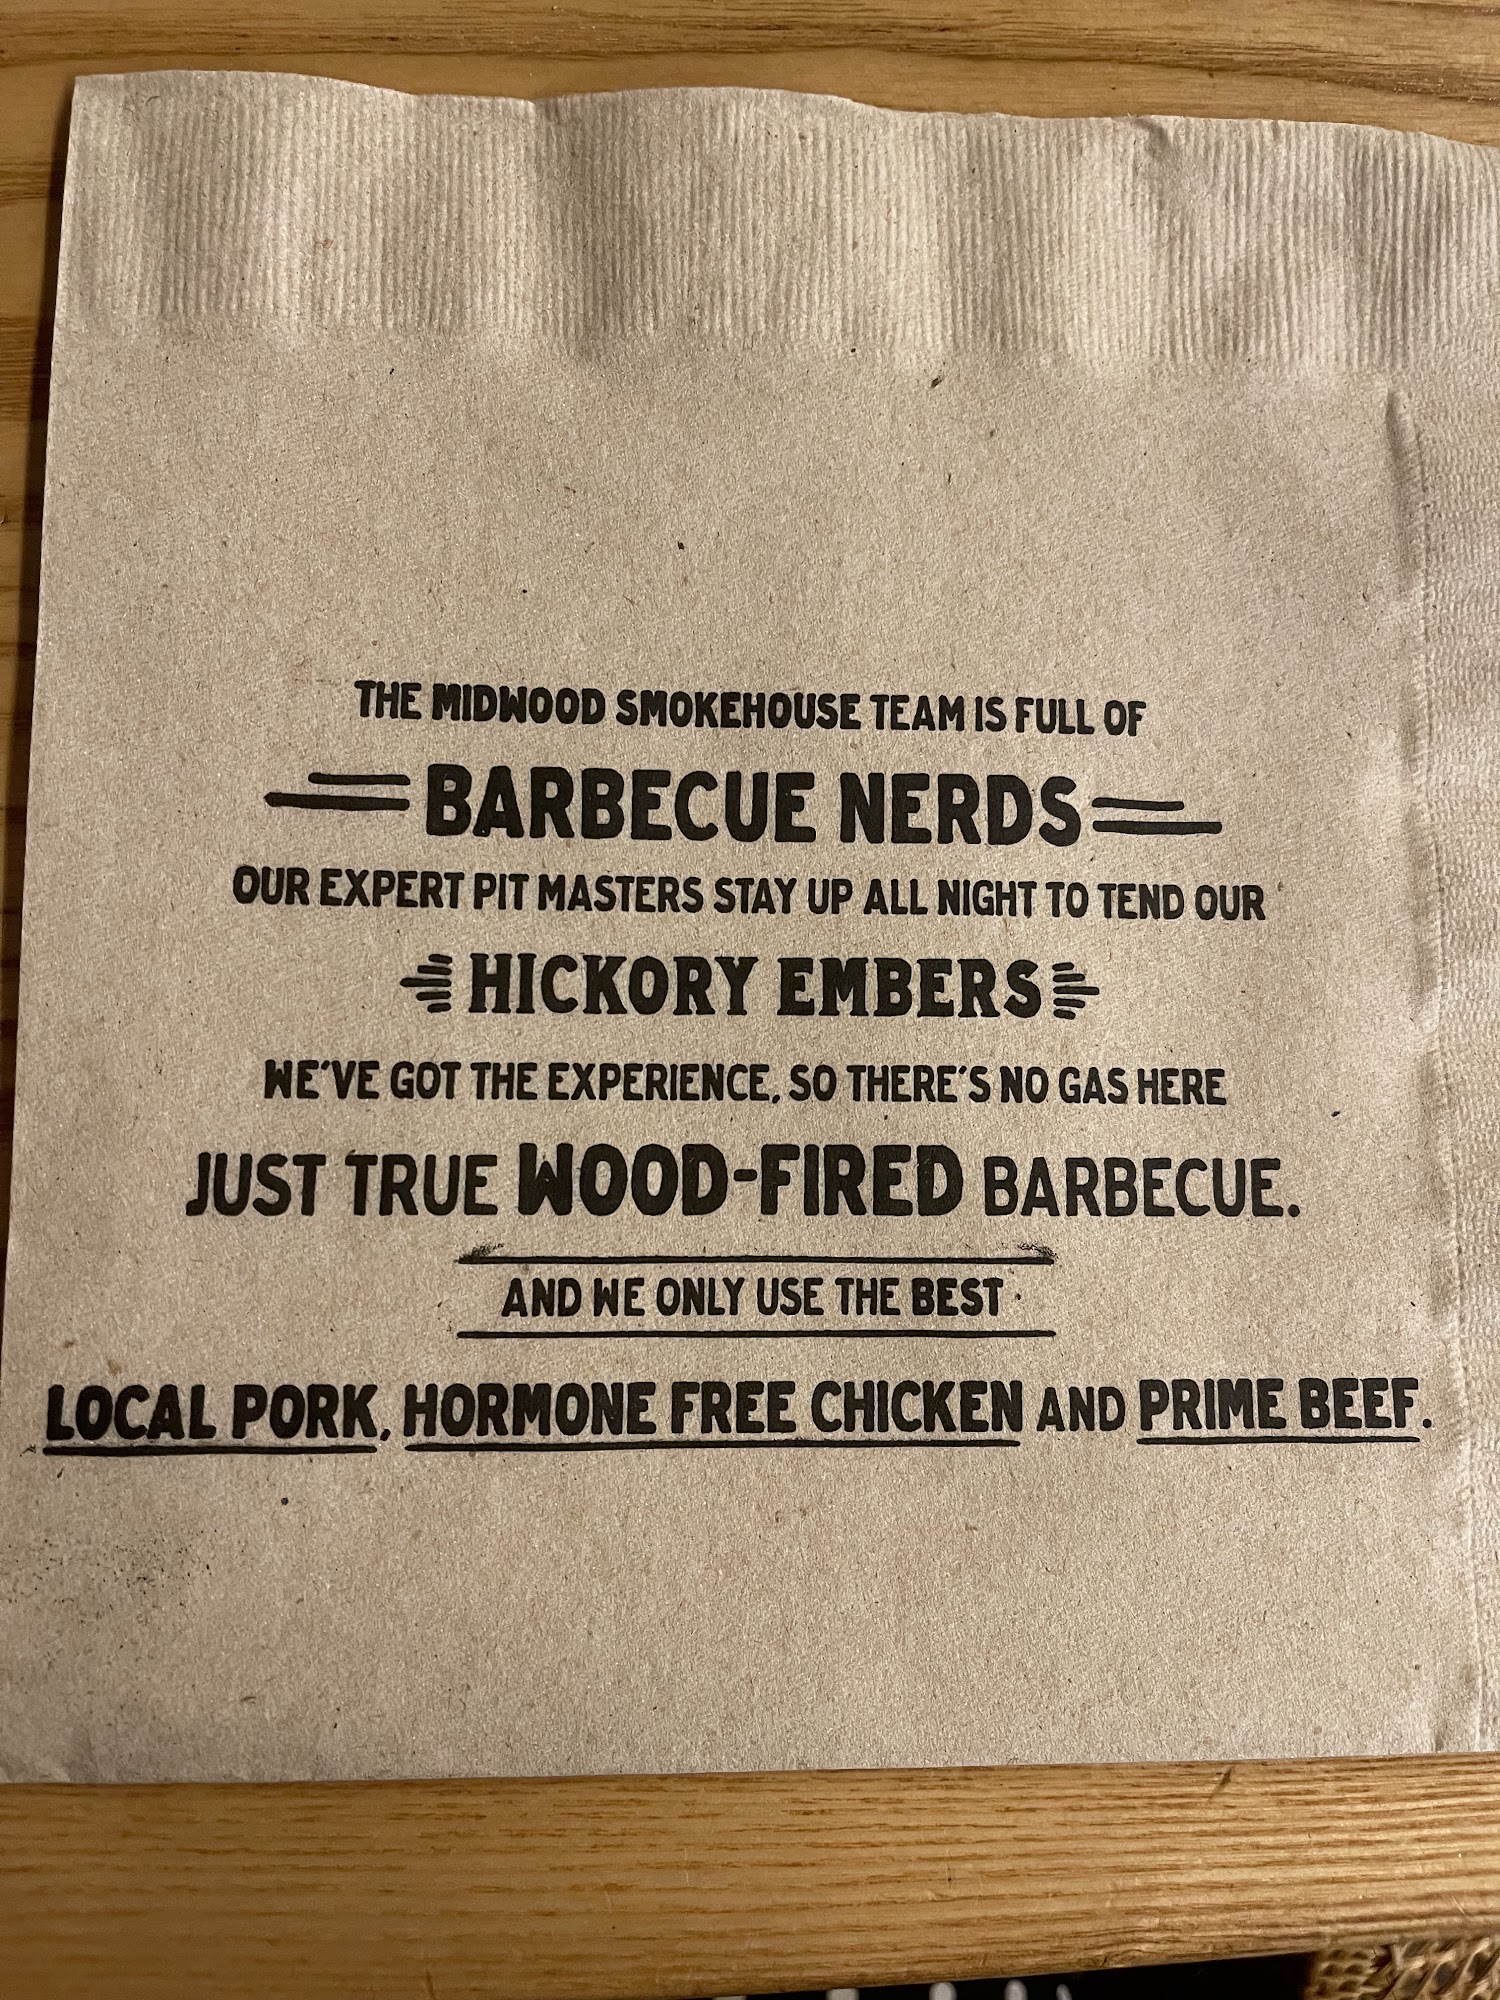 THE MIDWOOD SMOKEHOUSE TEAM IS FULL OF
BARBECUE NERDS
OUR EXPERT PIT MASTERS STAY UP ALL NIGHT TO TEND OUR
HICKORY EMBERS
WE'VE GOT THE EXPERIENCE, SO THERE'S NO GAS HERE
JUST TRUE WOOD-FIRED BARBECUE.
AND WE ONLY USE THE BEST
LOCAL PORK, HORMONE FREE CHICKEN AND PRIME BEEF.